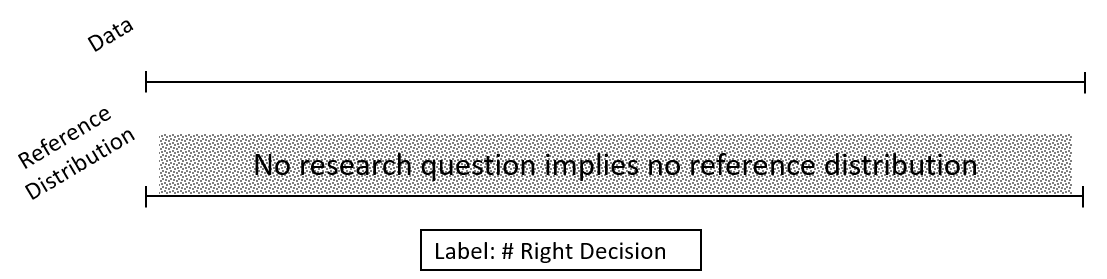 Data
Reference
Distribution
No research question implies no reference distribution
Label: # Right Decision